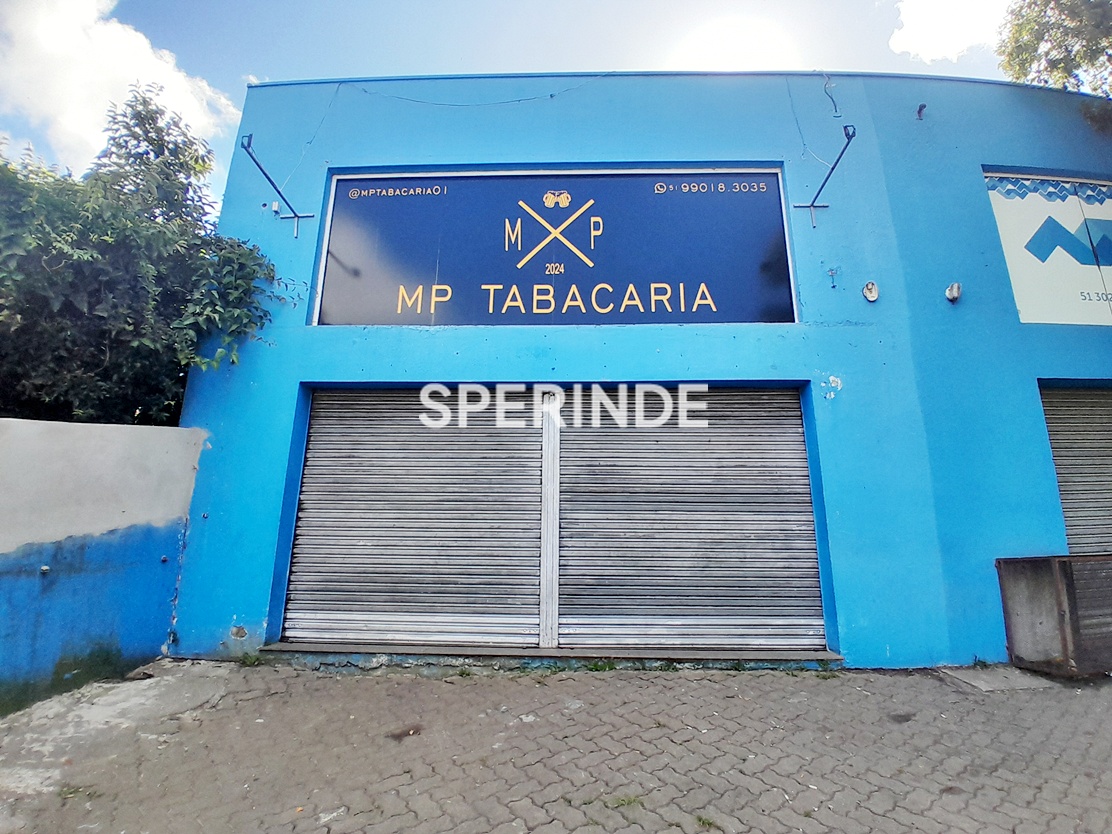 @MPTABACARIA01
51 99018.3035
M P
2024
MP TABACARIA
SPERINDE